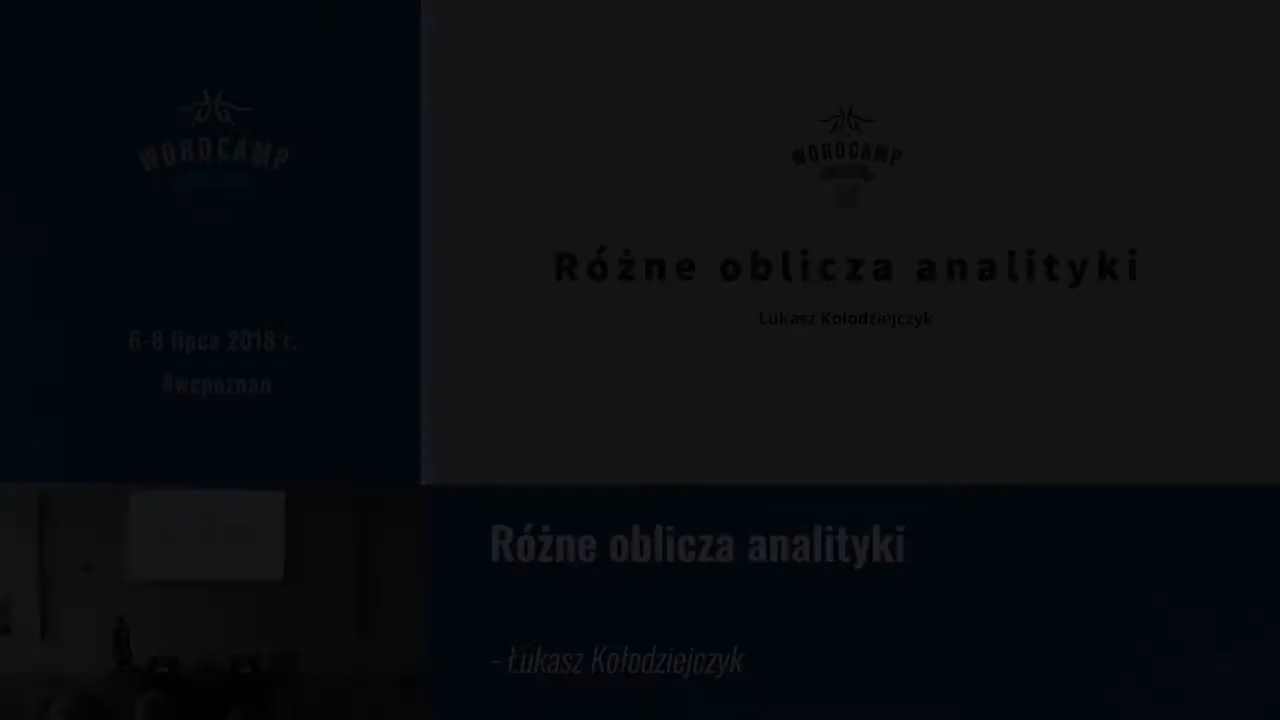 WORDCAMP
6-8 lipca 2018 r.
#wcpoznan
WORDCAMP
Różne oblicza analityki
Łukasz Kołodziejczyk
Różne oblicza analityki
- Łukasz Kołodziejczyk